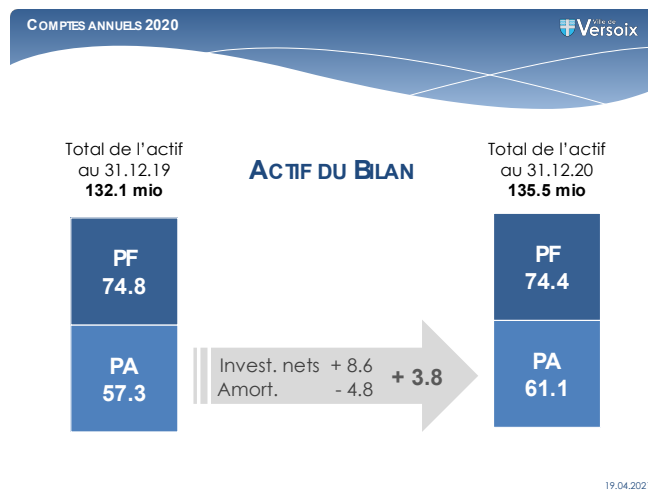 COMPTES ANNUELS 2020
Ville de
Versoix
Total de l'actif
au 31.12.19
132.1 mio
ACTIF DU BILAN
Total de l'actif
au 31.12.20
135.5 mio
PF
74.8
PA
57.3
Invest. nets + 8.6
Amort. - 4.8
+ 3.8
PF
74.4
PA
61.1